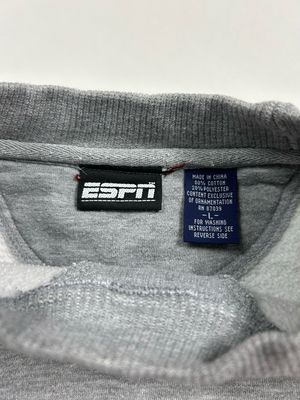 ESPN
MADE IN CHINA
80% COTTON
20% POLYESTER
CONTENT EXCLUSIVE
OF ORNAMENTATION
RN 87039
- L -
FOR WASHING
INSTRUCTIONS SEE
REVERSE SIDE